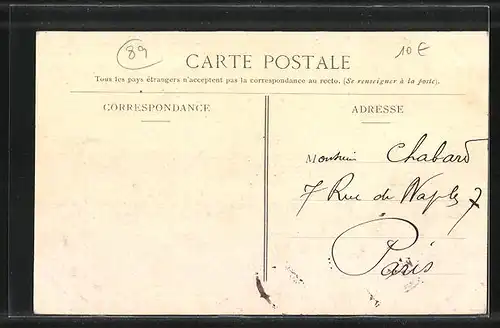 89
10€
CARTE POSTALE
Tous les pays étrangers n'acceptent pas la correspondance au recto. (Se renseigner à la poste).
CORRESPONDANCE
ADRESSE
Monsieur Chabard
7 Rue de Naples 7
Paris